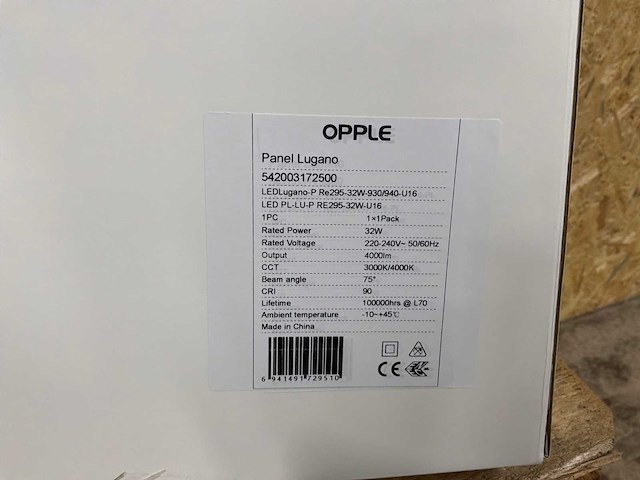 OPPLE
Panel Lugano
542003172500
LEDLugano-P Re295-32W-930/940-U16
LED PL-LU-P RE295-32W-U16
1PC 1×1Pack
Rated Power 32W
Rated Voltage 220-240V~ 50/60Hz
Output 4000lm
CCT 3000K/4000K
Beam angle 75°
CRI 90
Lifetime 100000hrs @ L70
Ambient temperature -10~+45℃
Made in China
6 941491 729510
CE